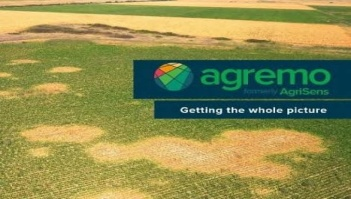 agremo
formerly AgriSens
Getting the whole picture